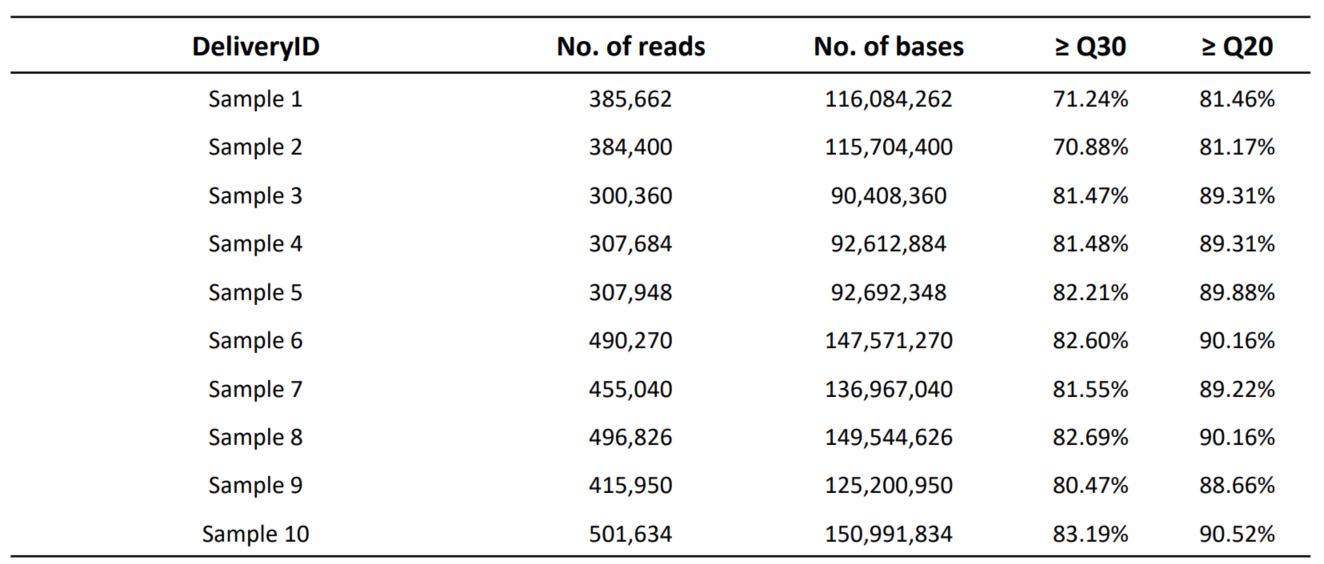 DeliveryID No. of reads No. of bases ≥ Q30 ≥ Q20
Sample 1 385,662 116,084,262 71.24% 81.46%
Sample 2 384,400 115,704,400 70.88% 81.17%
Sample 3 300,360 90,408,360 81.47% 89.31%
Sample 4 307,684 92,612,884 81.48% 89.31%
Sample 5 307,948 92,692,348 82.21% 89.88%
Sample 6 490,270 147,571,270 82.60% 90.16%
Sample 7 455,040 136,967,040 81.55% 89.22%
Sample 8 496,826 149,544,626 82.69% 90.16%
Sample 9 415,950 125,200,950 80.47% 88.66%
Sample 10 501,634 150,991,834 83.19% 90.52%